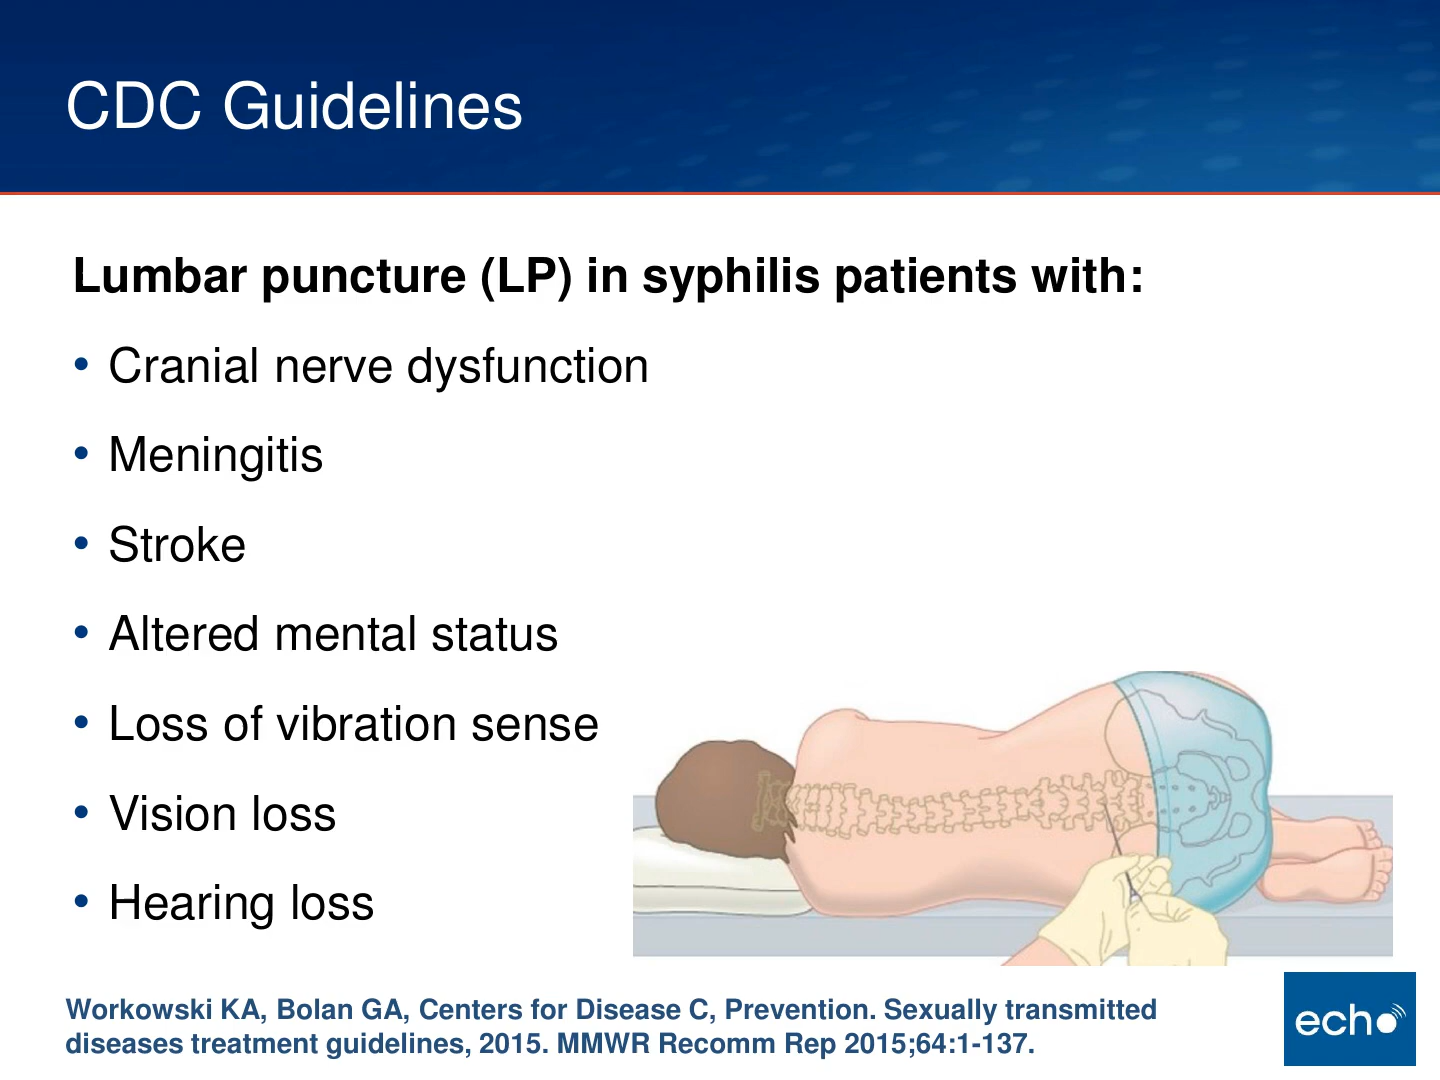 CDC Guidelines
Lumbar puncture (LP) in syphilis patients with:
• Cranial nerve dysfunction
• Meningitis
• Stroke
• Altered mental status
• Loss of vibration sense
• Vision loss
• Hearing loss
Workowski KA, Bolan GA, Centers for Disease C, Prevention. Sexually transmitted
diseases treatment guidelines, 2015. MMWR Recomm Rep 2015;64:1-137.
echo